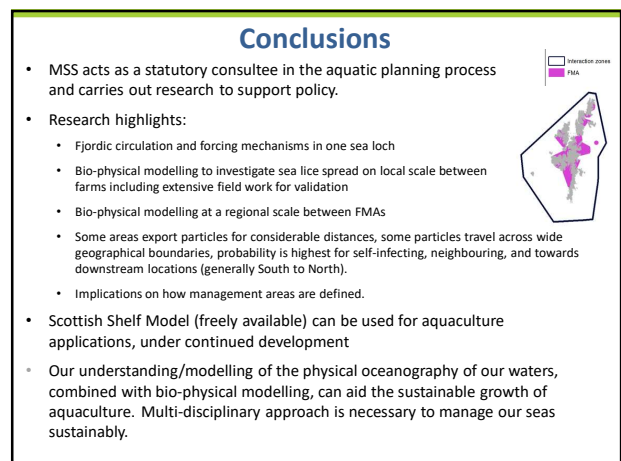 Conclusions
Interaction zones
FMA
• MSS acts as a statutory consultee in the aquatic planning process
and carries out research to support policy.
• Research highlights:
• Fjordic circulation and forcing mechanisms in one sea loch
• Bio-physical modelling to investigate sea lice spread on local scale between
farms including extensive field work for validation
• Bio-physical modelling at a regional scale between FMAs
• Some areas export particles for considerable distances, some particles travel across wide
geographical boundaries, probability is highest for self-infecting, neighbouring, and towards
downstream locations (generally South to North).
• Implications on how management areas are defined.
• Scottish Shelf Model (freely available) can be used for aquaculture
applications, under continued development
• Our understanding/modelling of the physical oceanography of our waters,
combined with bio-physical modelling, can aid the sustainable growth of
aquaculture. Multi-disciplinary approach is necessary to manage our seas
sustainably.